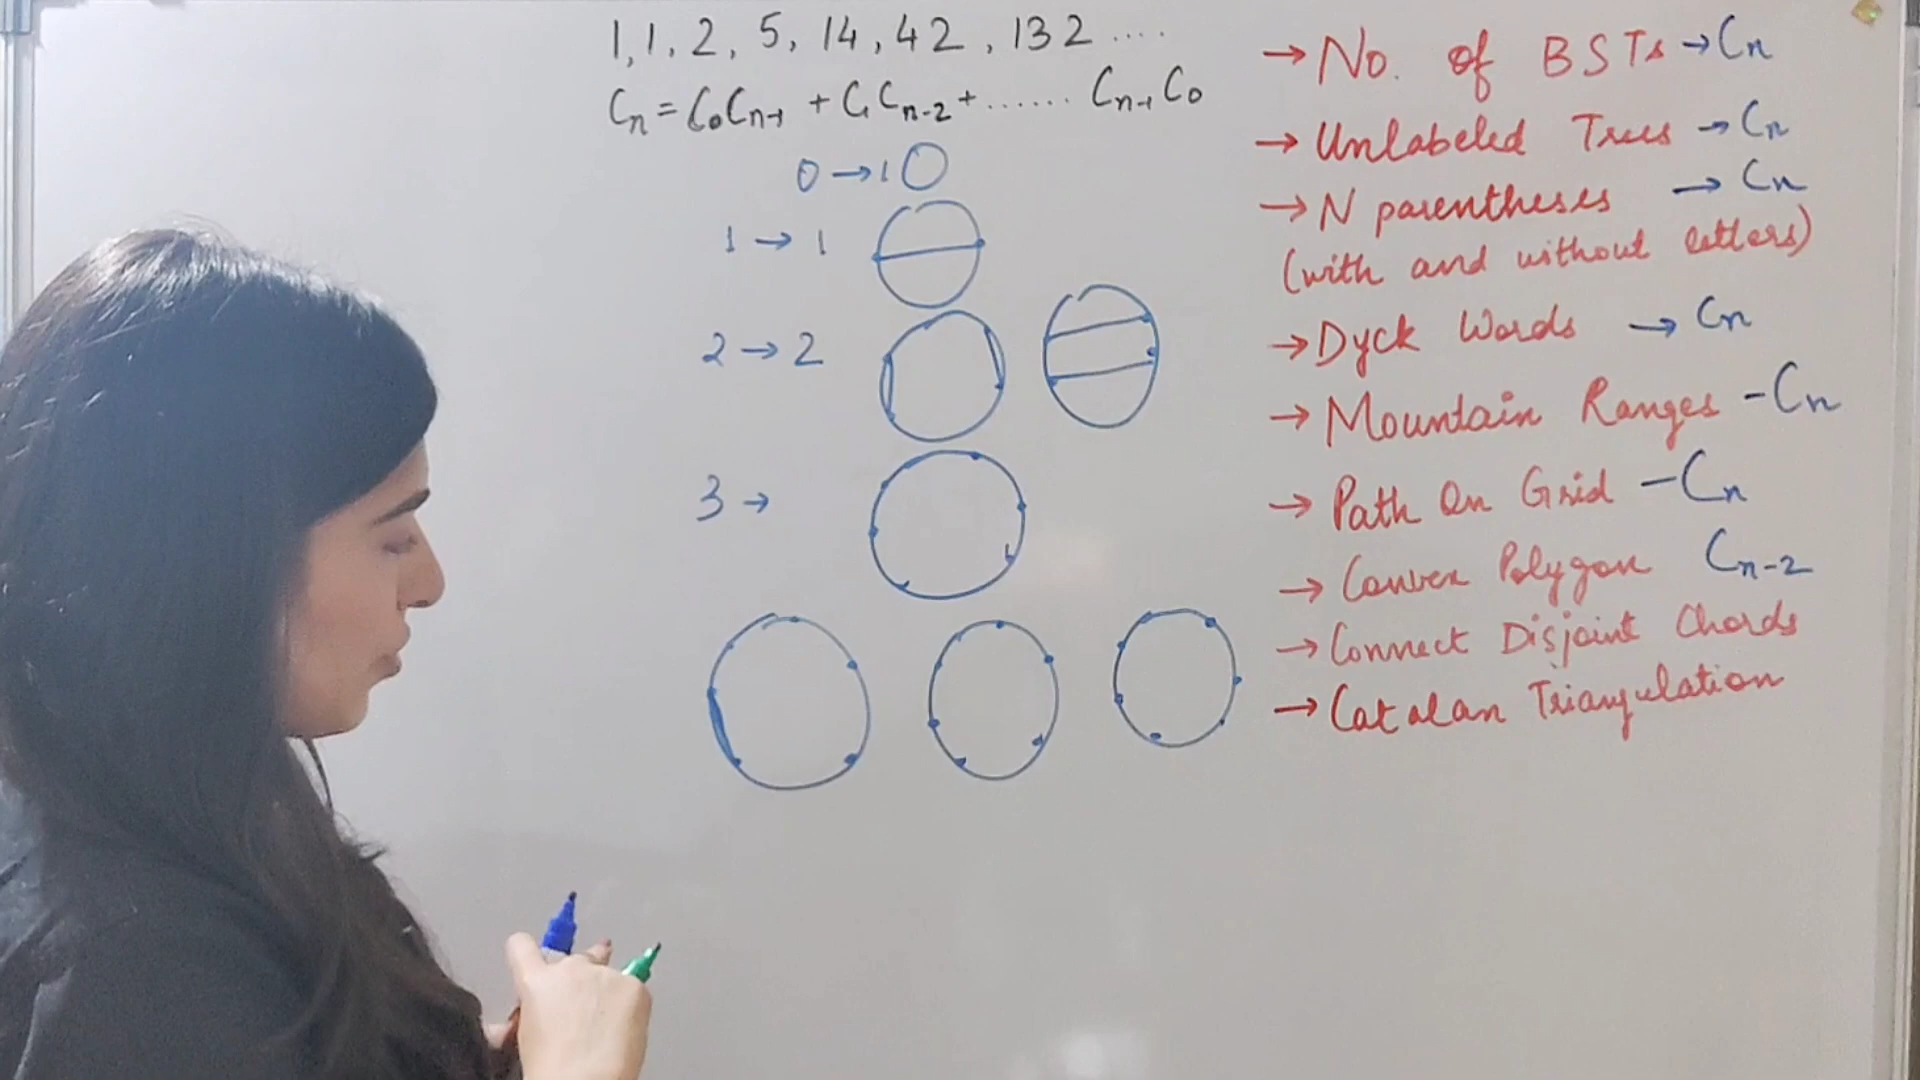 1, 1, 2, 5, 14, 42, 132 ....
Cn = C0Cn-1 + C1Cn-2 + ...... Cn-1 C0
0 → 1
1 → 1
2 → 2
3 →
→ No. of BSTs → Cn
→ Unlabeled Trees → Cn
→ N parentheses → Cn
(with and without letters)
→ Dyck Words → Cn
→ Mountain Ranges - Cn
→ Path On Grid - Cn
→ Convex Polygon Cn-2
→ Connect Disjoint Chords
→ Catalan Triangulation